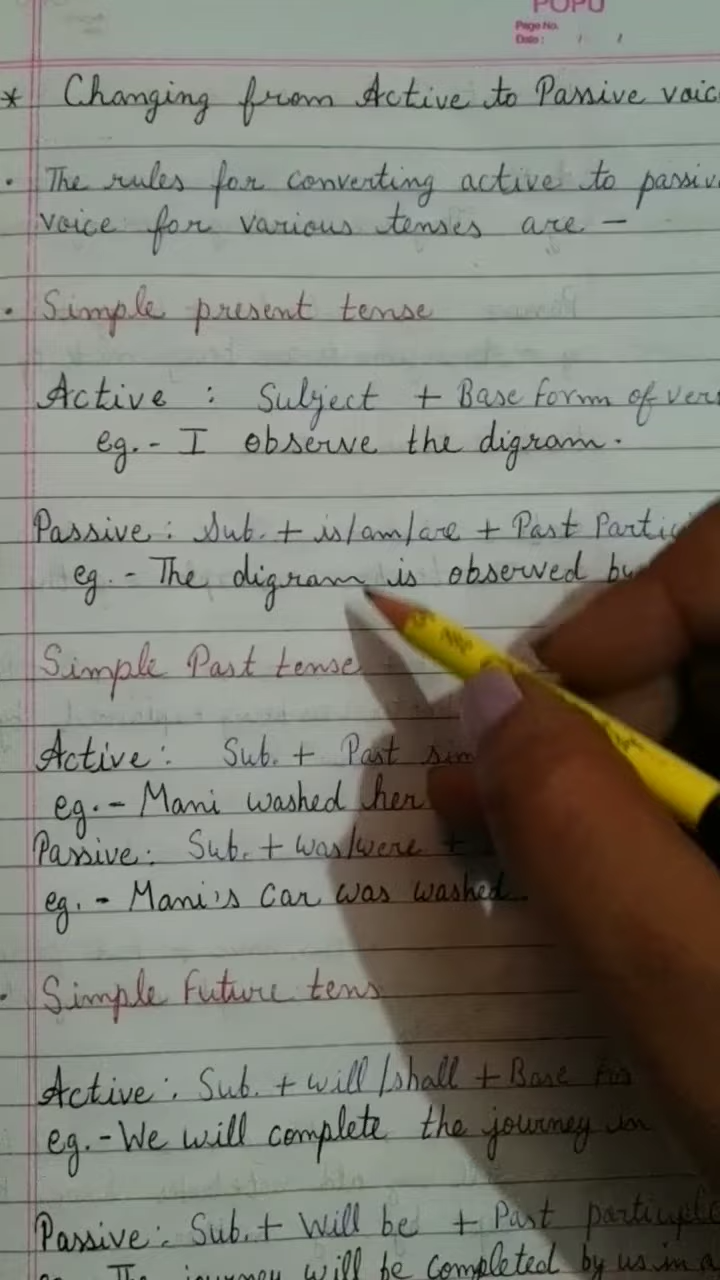 POPU
Page No.
Date: / /
* Changing from Active to Passive voic
• The rules for converting active to passiv
voice for various tenses are -
• Simple present tense
Active : Subject + Base form of ver
eg. - I observe the digram.
Passive : Sub. + is/am/are + Past Partic
eg. - The digram is observed by
Simple Past tense
Active : Sub. + Past sim
eg. - Mani washed her
Passive : Sub. + was/were +
eg. - Mani's car was washed.
• Simple Future tens
Active : Sub. + will/shall + Base
eg. - We will complete the journey in
Passive : Sub. + will be + Past participle
The journey will be completed by us in a